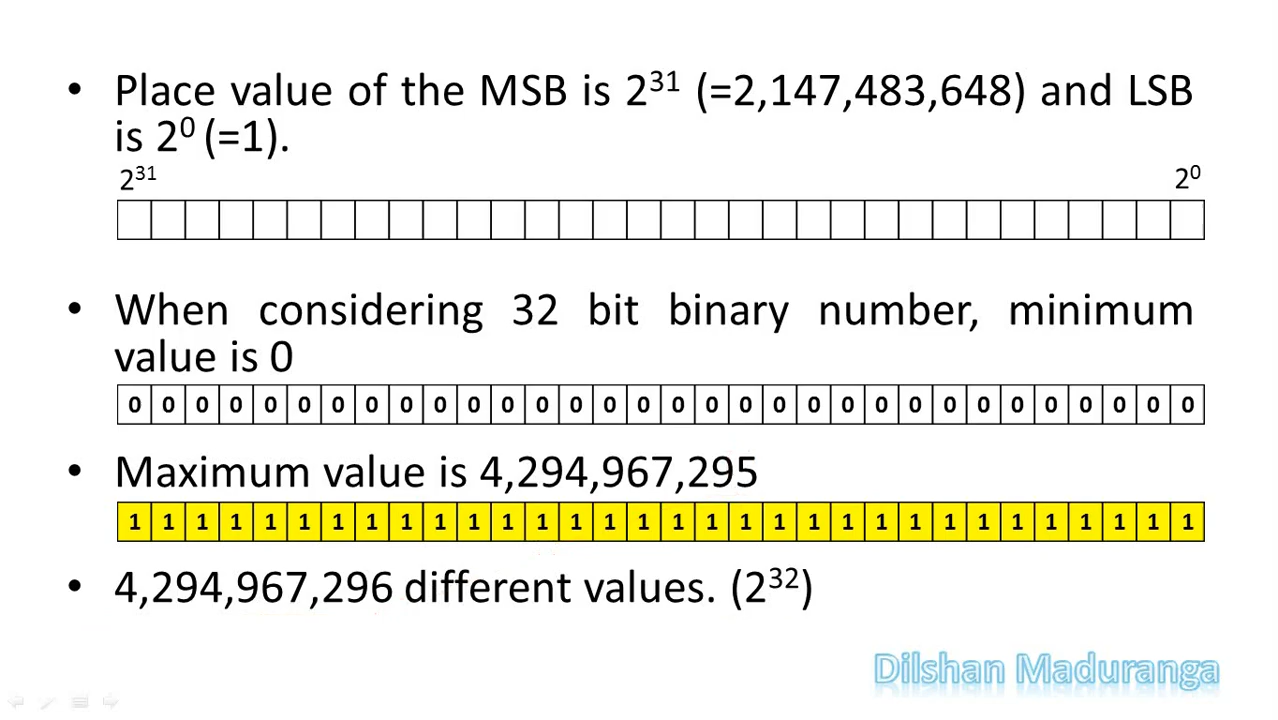 • Place value of the MSB is 2³¹ (=2,147,483,648) and LSB
is 2⁰ (=1).
2³¹ 2⁰
• When considering 32 bit binary number, minimum
value is 0
0 0 0 0 0 0 0 0 0 0 0 0 0 0 0 0 0 0 0 0 0 0 0 0 0 0 0 0 0 0 0 0
• Maximum value is 4,294,967,295
1 1 1 1 1 1 1 1 1 1 1 1 1 1 1 1 1 1 1 1 1 1 1 1 1 1 1 1 1 1 1 1
• 4,294,967,296 different values. (2³²)
Dilshan Maduranga